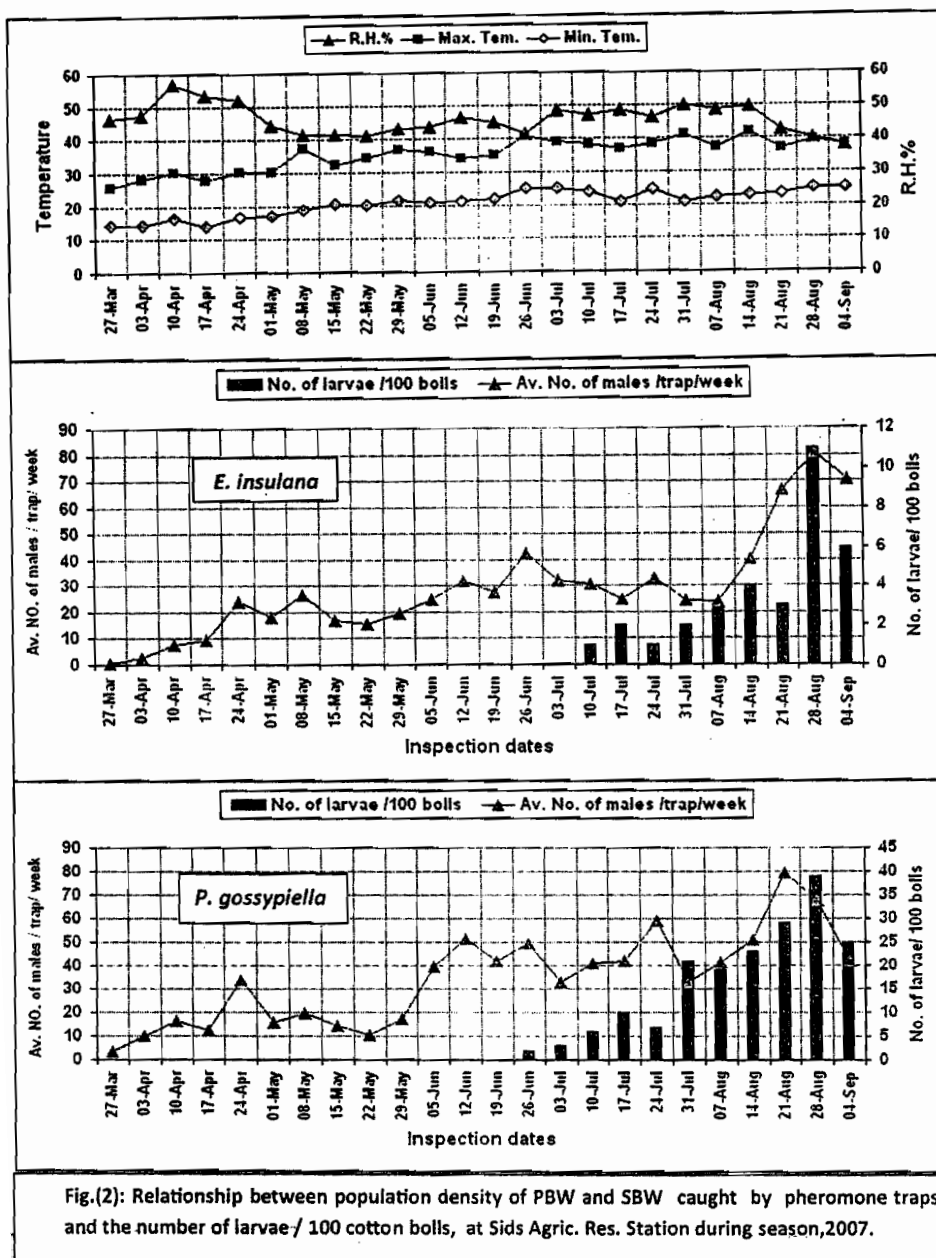 R.H.% Max. Tem. Min. Tem.
Temperature
60
50
40
30
20
10
0
60
50
40
30
20
10
0
R.H.%
27-Mar
03-Apr
10-Apr
17-Apr
24-Apr
01-May
08-May
15-May
22-May
29-May
05-Jun
12-Jun
19-Jun
26-Jun
03-Jul
10-Jul
17-Jul
24-Jul
31-Jul
07-Aug
14-Aug
21-Aug
28-Aug
04-Sep
No. of larvae /100 bolls Av. No. of males /trap/week
Av. NO. of males / trap/ week
90
80
70
60
50
40
30
20
10
0
E. insulana
12
10
8
6
4
2
0
No. of larvae/ 100 bolls
27-Mar
03-Apr
10-Apr
17-Apr
24-Apr
01-May
08-May
15-May
22-May
29-May
05-Jun
12-Jun
19-Jun
26-Jun
03-Jul
10-Jul
17-Jul
24-Jul
31-Jul
07-Aug
14-Aug
21-Aug
28-Aug
04-Sep
Inspection dates
No. of larvae /100 bolls Av. No. of males /trap/week
Av. NO. of males / trap/ week
90
80
70
60
50
40
30
20
10
0
P. gossypiella
45
40
35
30
25
20
15
10
5
0
No. of larvae/ 100 bolls
27-Mar
03-Apr
10-Apr
17-Apr
24-Apr
01-May
08-May
15-May
22-May
29-May
05-Jun
12-Jun
19-Jun
26-Jun
03-Jul
10-Jul
17-Jul
24-Jul
31-Jul
07-Aug
14-Aug
21-Aug
28-Aug
04-Sep
Inspection dates
Fig.(2): Relationship between population density of PBW and SBW caught by pheromone traps
and the number of larvae / 100 cotton bolls, at Sids Agric. Res. Station during season,2007.